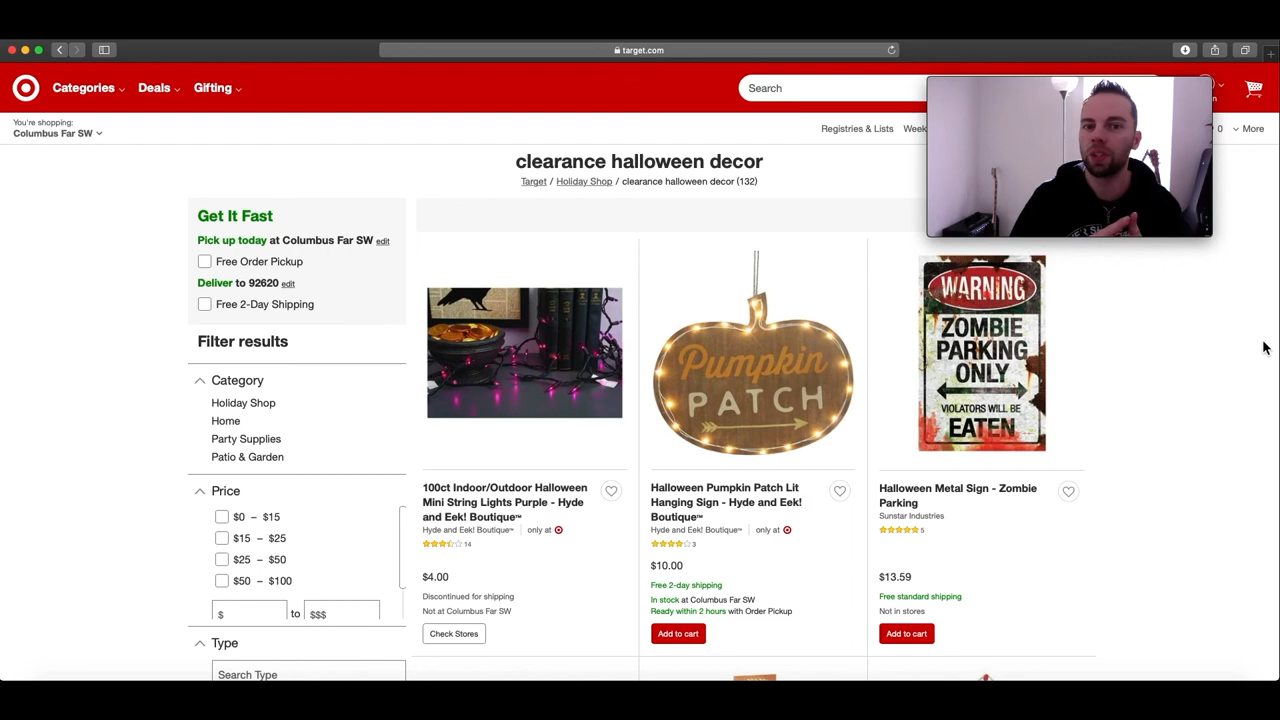 target.com
Categories
Deals
Gifting
Search
You're shopping:
Columbus Far SW
Registries & Lists
Week
0
More
clearance halloween decor
Target / Holiday Shop / clearance halloween decor (132)
Get It Fast
Pick up today at Columbus Far SW edit
Free Order Pickup
Deliver to 92620 edit
Free 2-Day Shipping
Filter results
Category
Holiday Shop
Home
Party Supplies
Patio & Garden
Price
$0 – $15
$15 – $25
$25 – $50
$50 – $100
$ to $$$
Type
Search Type
100ct Indoor/Outdoor Halloween
Mini String Lights Purple - Hyde
and Eek! Boutique™
Hyde and Eek! Boutique™ only at
14
$4.00
Discontinued for shipping
Not at Columbus Far SW
Check Stores
Pumpkin
PATCH
Halloween Pumpkin Patch Lit
Hanging Sign - Hyde and Eek!
Boutique™
Hyde and Eek! Boutique™ only at
3
$10.00
Free 2-day shipping
In stock at Columbus Far SW
Ready within 2 hours with Order Pickup
Add to cart
WARNING
ZOMBIE
PARKING
ONLY
VIOLATORS WILL BE
EATEN
Halloween Metal Sign - Zombie
Parking
Sunstar Industries
5
$13.59
Free standard shipping
Not in stores
Add to cart